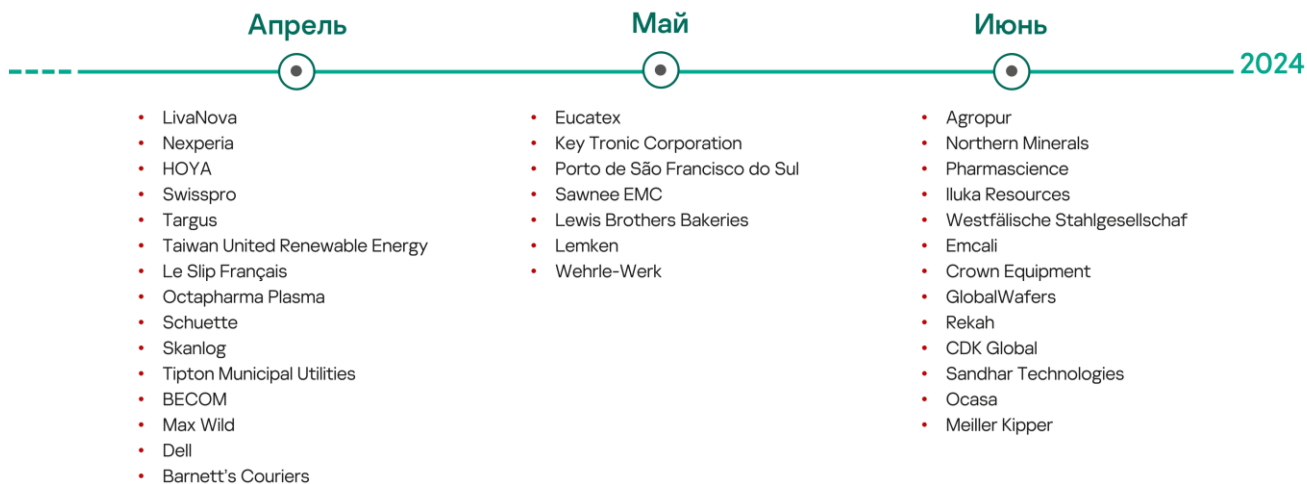 Апрель
Май
Июнь
2024
• LivaNova
• Nexperia
• HOYA
• Swisspro
• Targus
• Taiwan United Renewable Energy
• Le Slip Français
• Octapharma Plasma
• Schuette
• Skanlog
• Tipton Municipal Utilities
• BECOM
• Max Wild
• Dell
• Barnett's Couriers
• Eucatex
• Key Tronic Corporation
• Porto de São Francisco do Sul
• Sawnee EMC
• Lewis Brothers Bakeries
• Lemken
• Wehrle-Werk
• Agropur
• Northern Minerals
• Pharmascience
• Iluka Resources
• Westfälische Stahlgesellschaf
• Emcali
• Crown Equipment
• GlobalWafers
• Rekah
• CDK Global
• Sandhar Technologies
• Ocasa
• Meiller Kipper